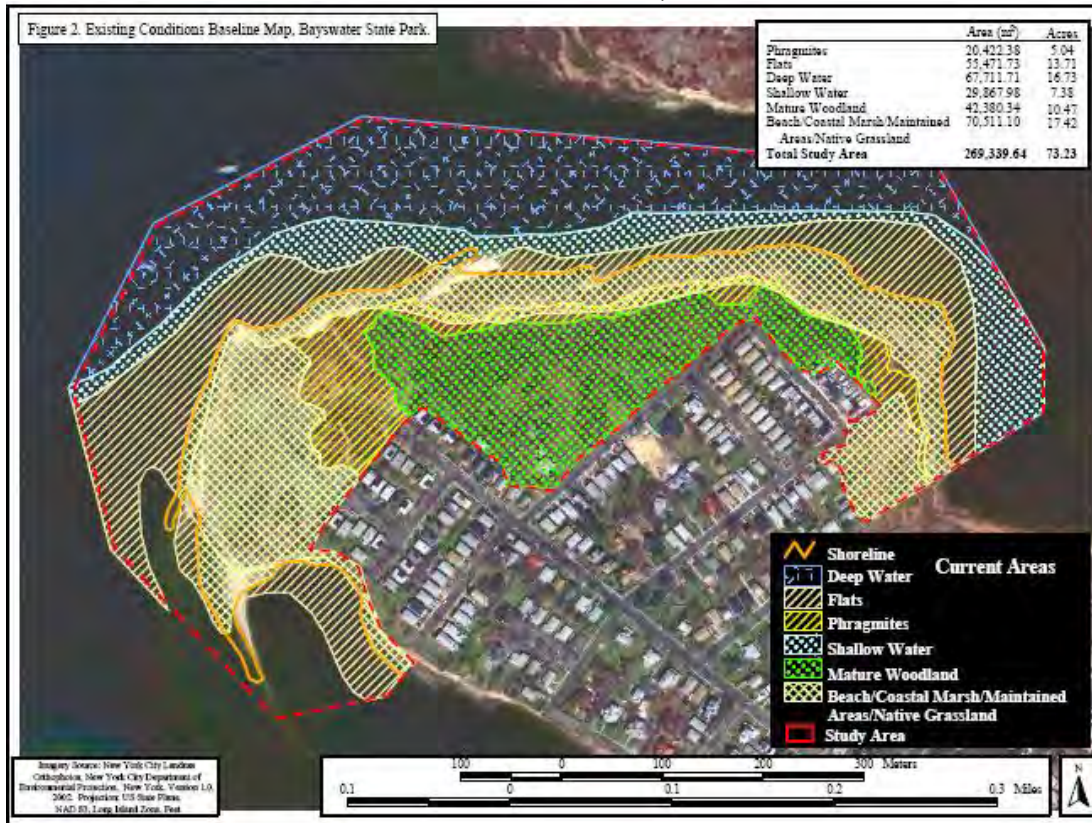 Figure 2. Existing Conditions Baseline Map, Bayswater State Park.
Area (m²) Acres
Phragmites 20,422.38 5.04
Flats 55,471.73 13.71
Deep Water 67,711.71 16.73
Shallow Water 29,867.98 7.38
Mature Woodland 42,380.34 10.47
Beach/Coastal Marsh/Maintained 70,511.10 17.42
Areas/Native Grassland
Total Study Area 269,339.64 73.23
Current Areas
Shoreline
Deep Water
Flats
Phragmites
Shallow Water
Mature Woodland
Beach/Coastal Marsh/Maintained
Areas/Native Grassland
Study Area
Imagery Source: New York City Landsat
Orthophotos, New York City Department of
Environmental Protection, New York. Version 1.0,
2002. Projection: US State Plane,
NAD 83, Long Island Zone, Feet
100 0 100 200 300 Meters
0.1 0 0.1 0.2 0.3 Miles
N